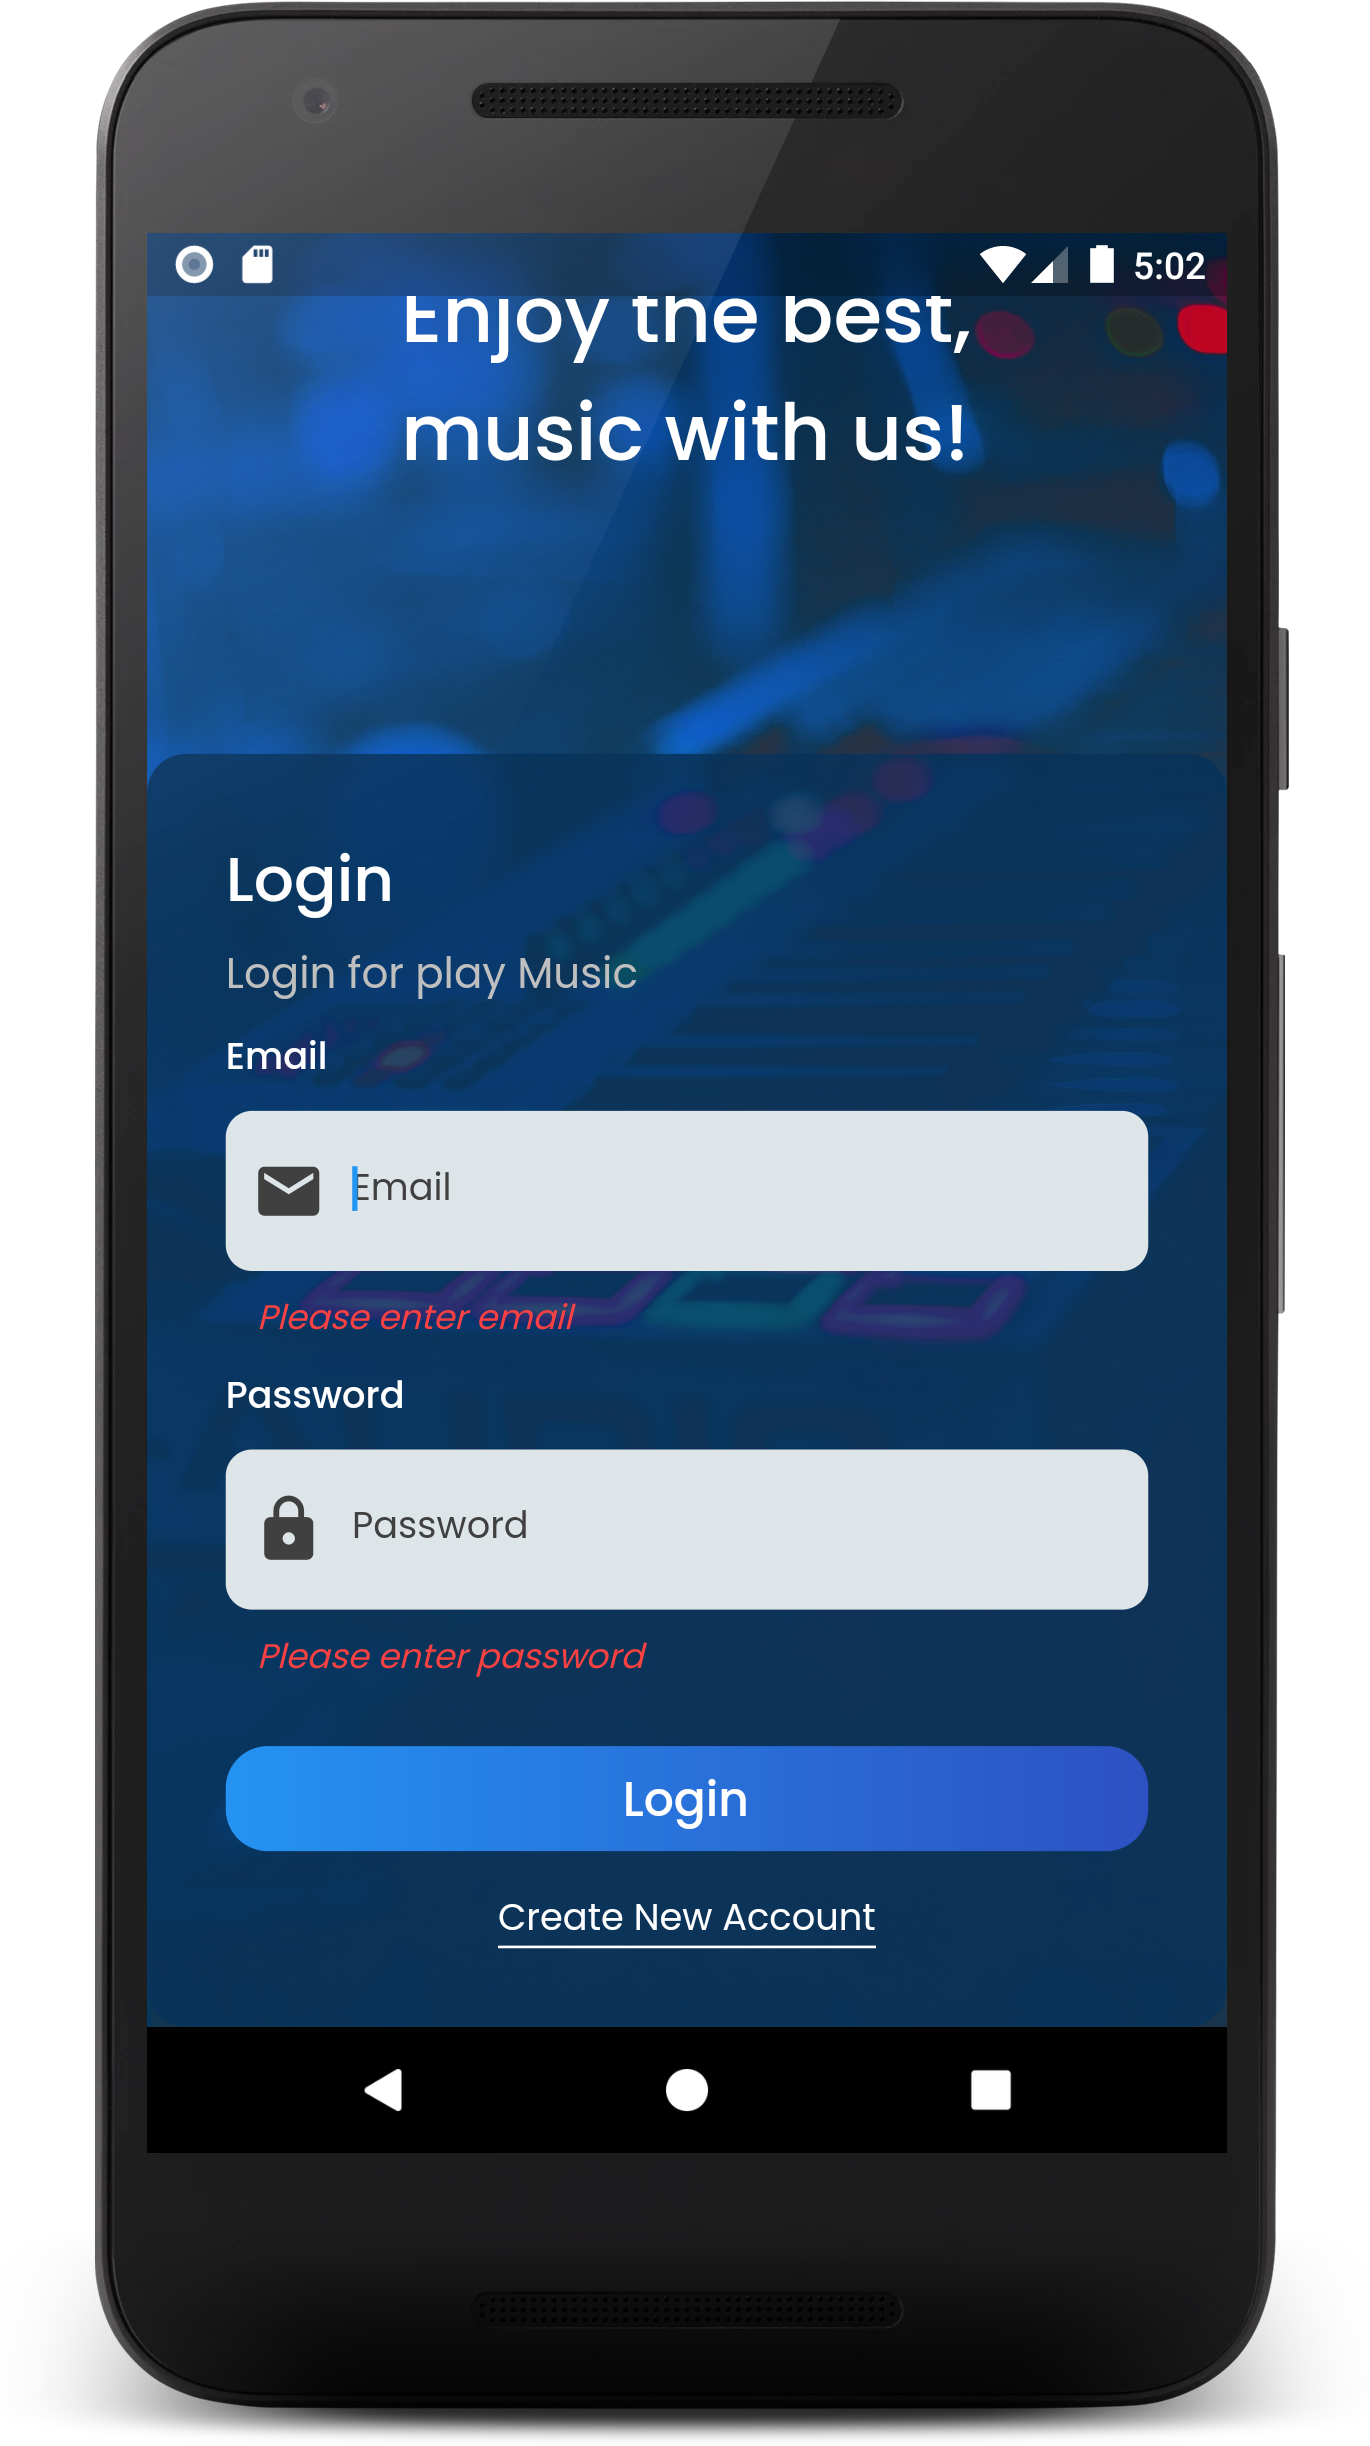 5:02
Enjoy the best,
music with us!
Login
Login for play Music
Email
Email
Please enter email
Password
Password
Please enter password
Login
Create New Account